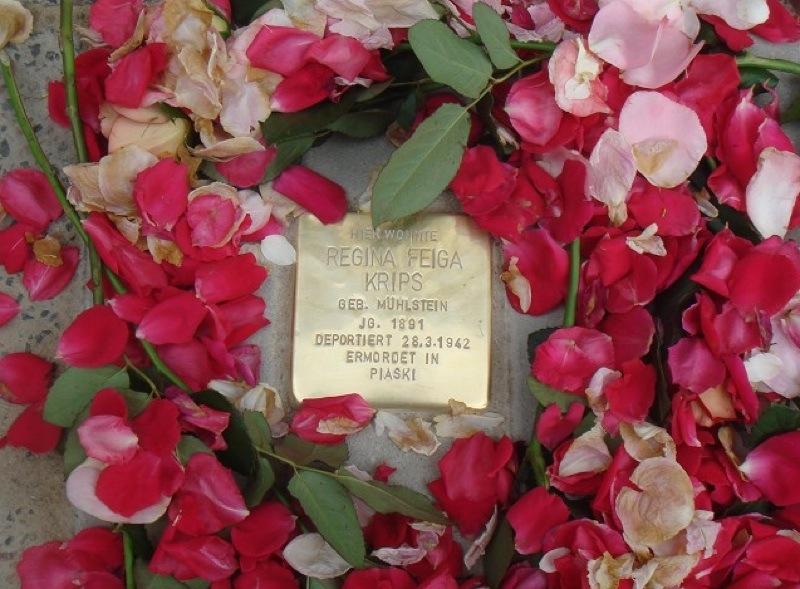 HIER WOHNTE
REGINA FEIGA
KRIPS
GEB. MÜHLSTEIN
JG. 1891
DEPORTIERT 28.3.1942
ERMORDET IN
PIASKI